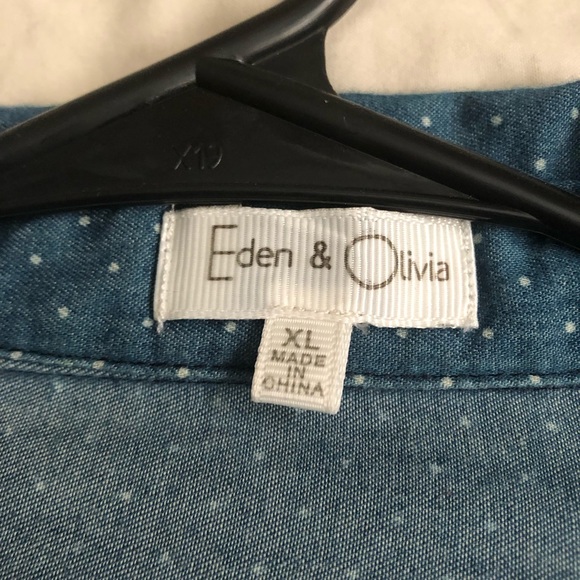 X19
Eden & Olivia
XL
MADE
IN
CHINA